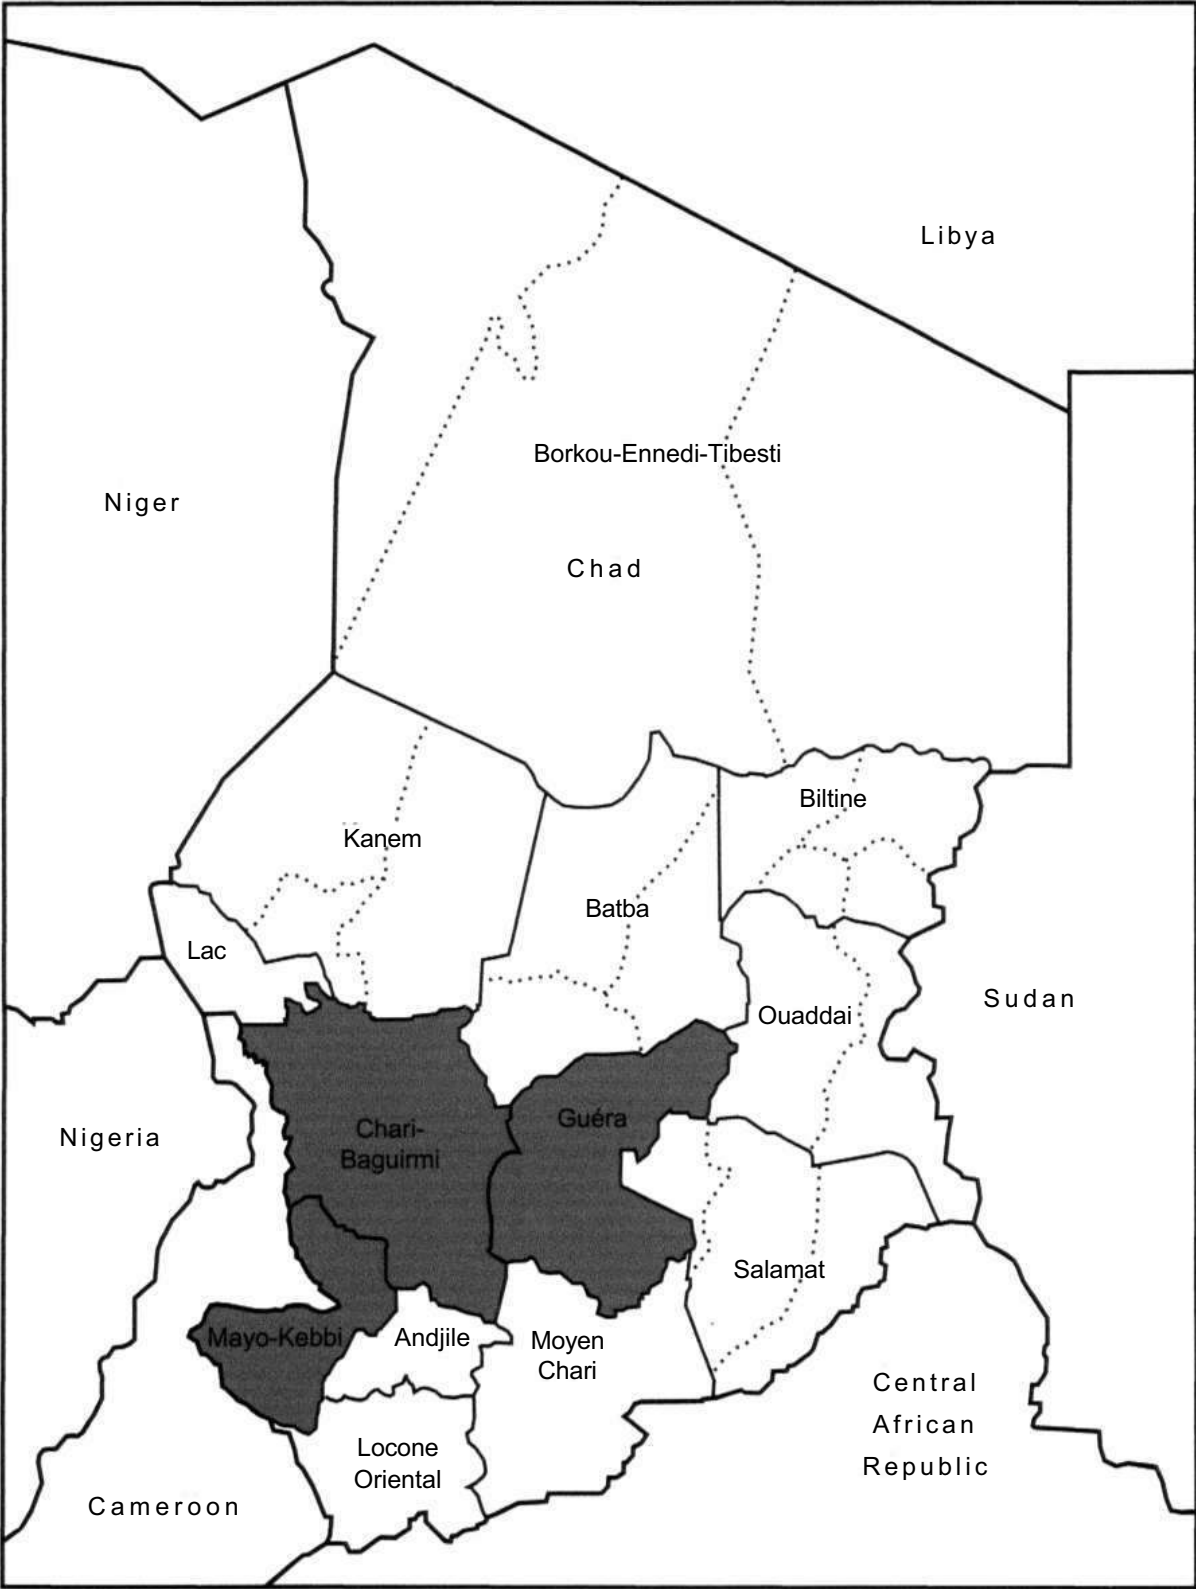 Libya
Borkou-Ennedi-Tibesti
Niger
Chad
Biltine
Kanem
Batba
Lac
Sudan
Ouaddai
Guéra
Chari-
Baguirmi
Nigeria
Salamat
Mayo-Kebbi
Andjile
Moyen
Chari
Central
African
Republic
Locone
Oriental
Cameroon